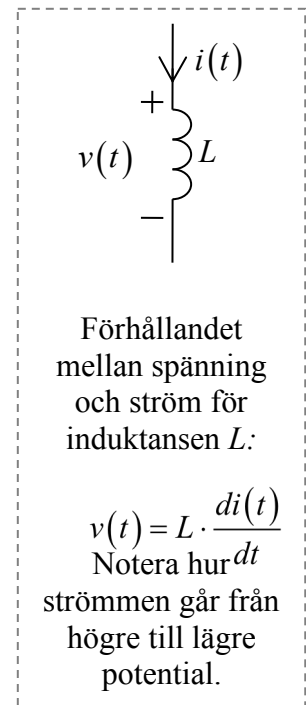 i(t)
+
v(t) L
−
Förhållandet
mellan spänning
och ström för
induktansen L:
v(t) = L · di(t)/dt
Notera hur
strömmen går från
högre till lägre
potential.